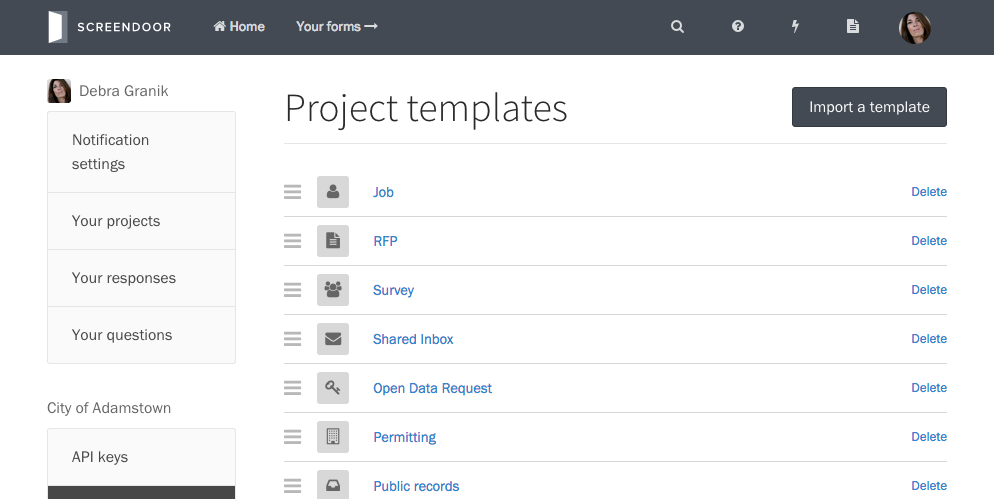 SCREENDOOR
Home
Your forms →
Debra Granik
Notification
settings
Your projects
Your responses
Your questions
City of Adamstown
API keys
Project templates
Import a template
Job Delete
RFP Delete
Survey Delete
Shared Inbox Delete
Open Data Request Delete
Permitting Delete
Public records Delete